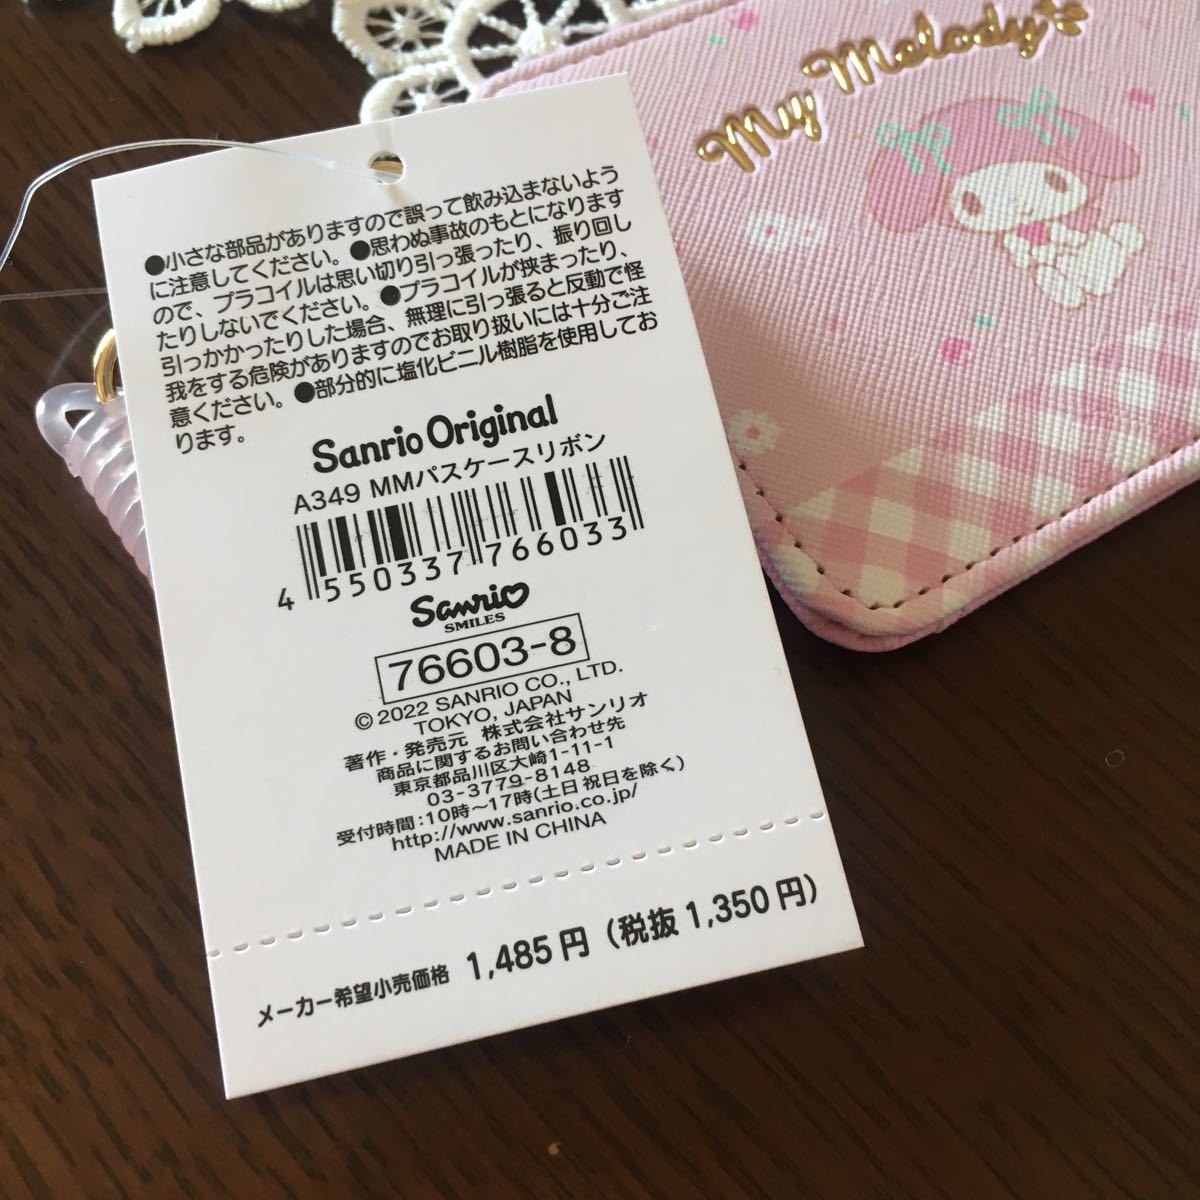 My Melody
●小さな部品がありますので誤って飲み込まないよう
に注意してください。●思わぬ事故のもとになります
ので、プラコイルは思い切り引っ張ったり、振り回し
たりしないでください。●プラコイルが挟まったり、
引っかかったりした場合、無理に引っ張ると反動で怪
我をする危険がありますのでお取り扱いには十分ご注
意ください。●部分的に塩化ビニル樹脂を使用してお
ります。
Sanrio Original
A349 MMパスケースリボン
4 550337 766033
Sanrio
SMILES
76603-8
© 2022 SANRIO CO., LTD.
TOKYO, JAPAN
著作・発売元 株式会社サンリオ
商品に関するお問い合わせ先
東京都品川区大崎1-11-1
03-3779-8148
受付時間:10時〜17時(土日祝日を除く)
http://www.sanrio.co.jp/
MADE IN CHINA
メーカー希望小売価格 1,485円(税抜1,350円)